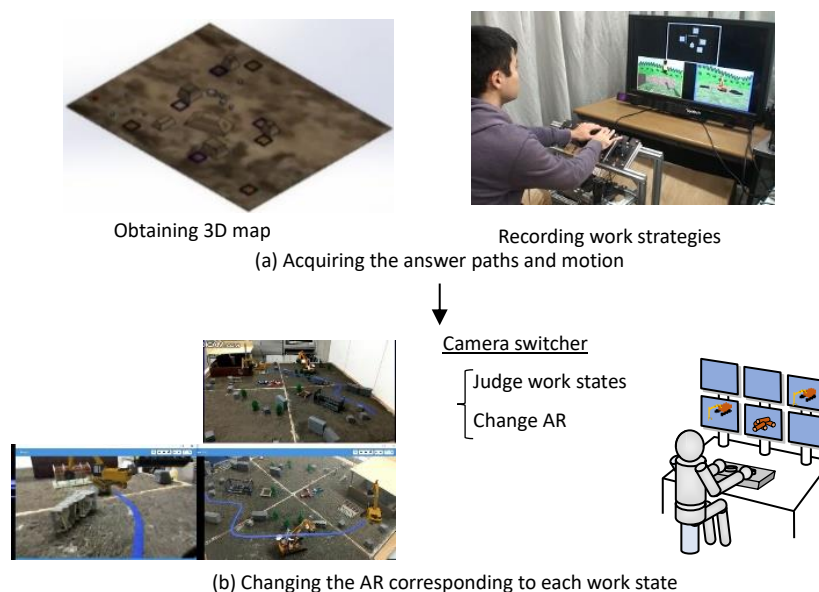 Obtaining 3D map
Recording work strategies
(a) Acquiring the answer paths and motion
Camera switcher
Judge work states
Change AR
(b) Changing the AR corresponding to each work state